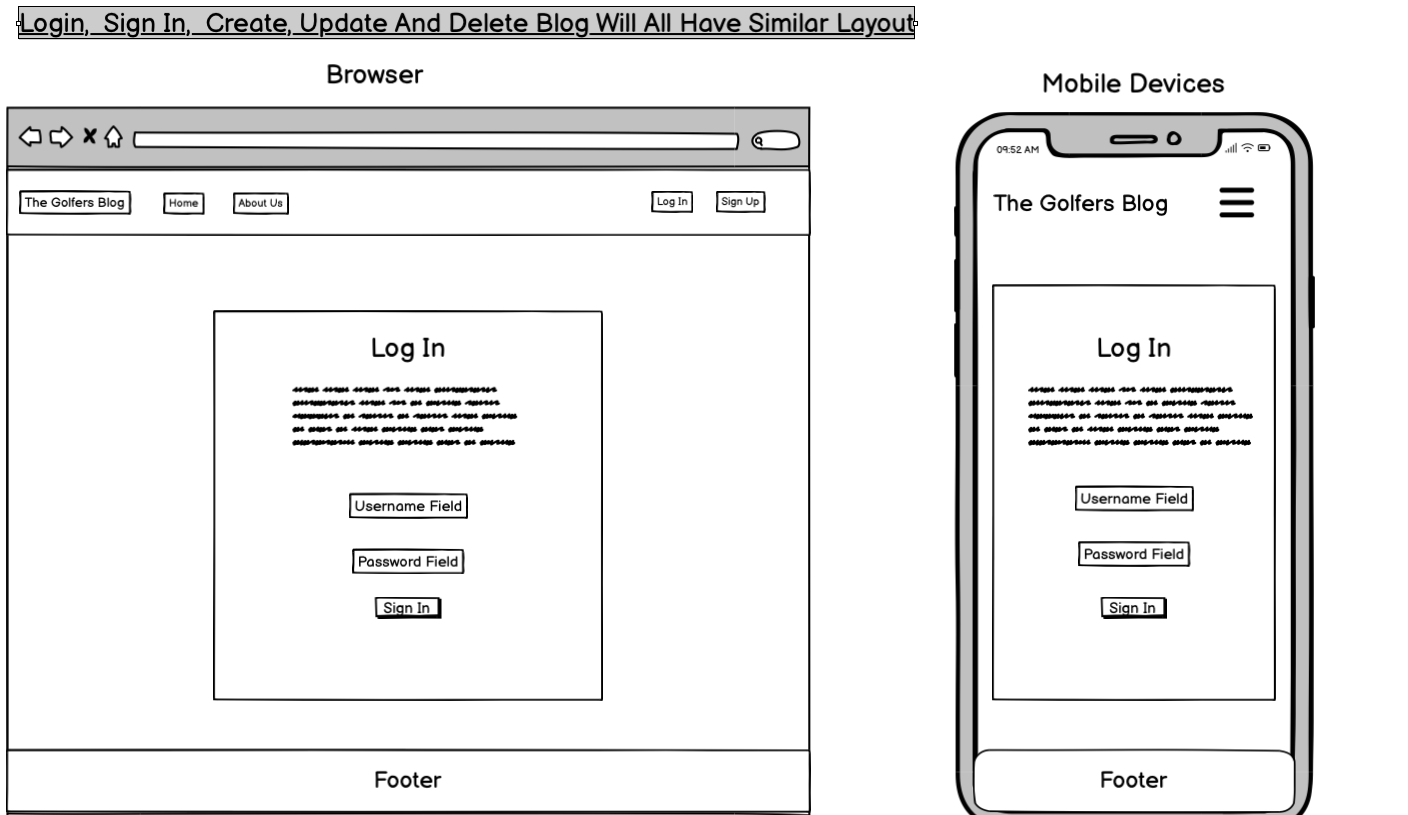 Login,  Sign In,  Create, Update And Delete Blog Will All Have Similar Layout
Browser
The Golfers Blog
Home
About Us
Log In
Sign Up
Log In
Username Field
Password Field
Sign In
Footer
Mobile Devices
09:52 AM
The Golfers Blog
Log In
Username Field
Password Field
Sign In
Footer